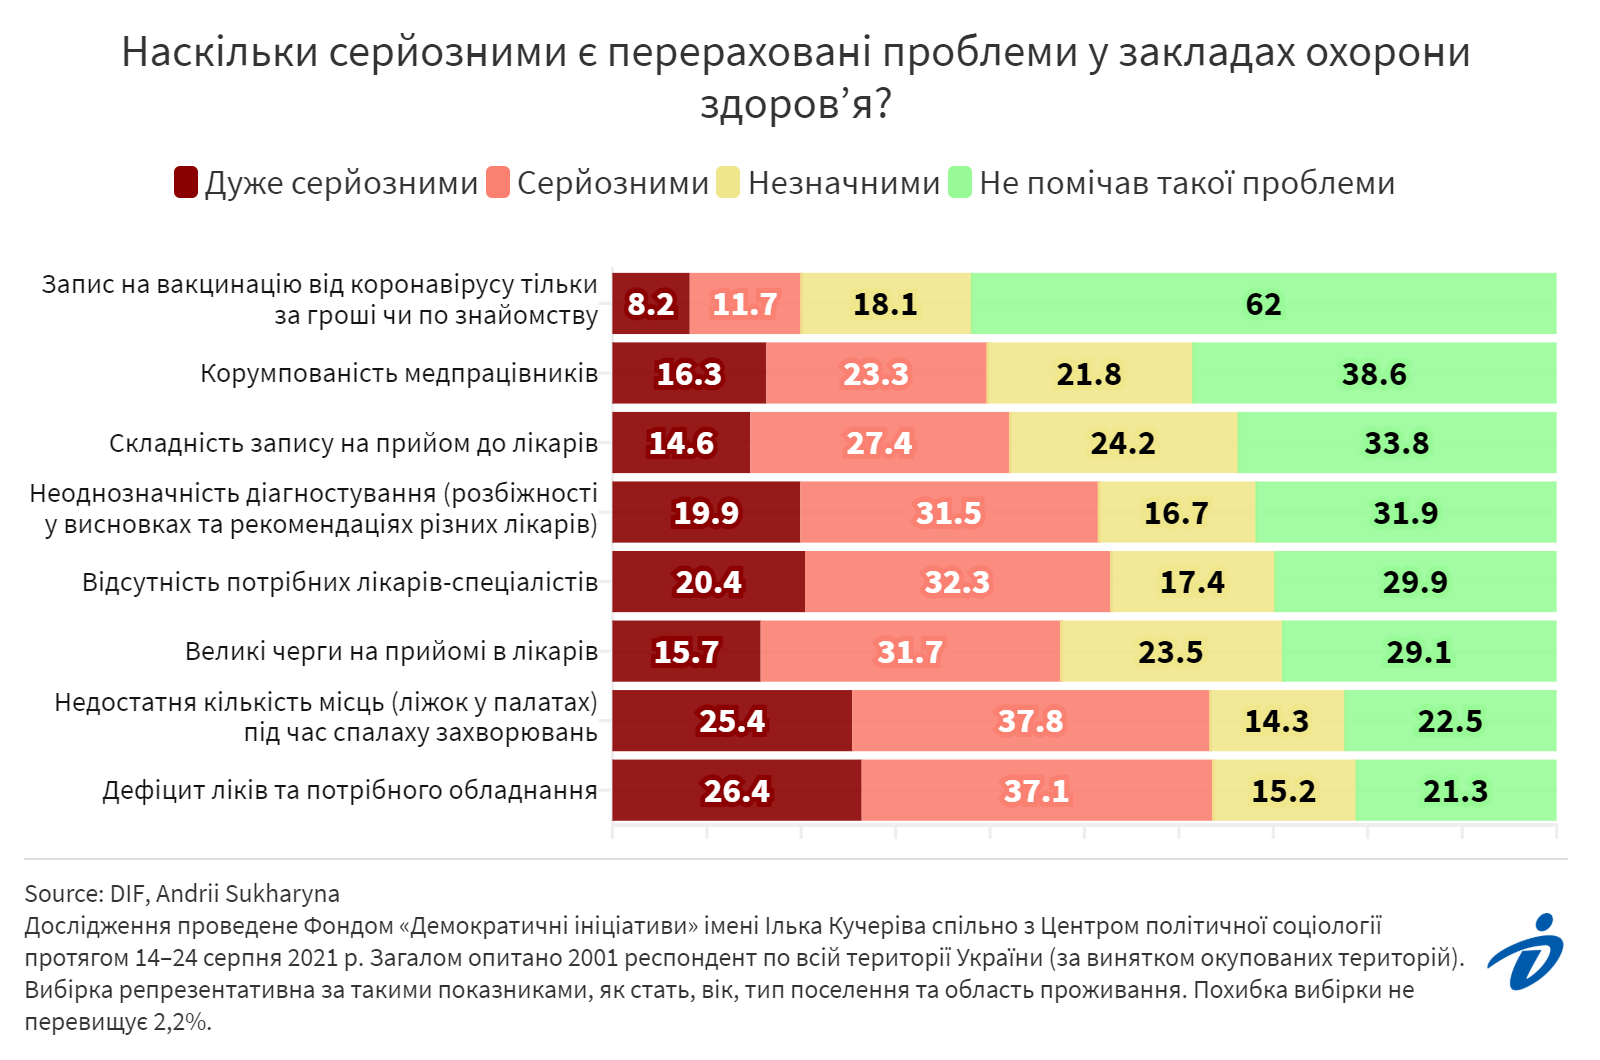 Наскільки серйозними є перераховані проблеми у закладах охорони
здоров’я?
Дуже серйозними Серйозними Незначними Не помічав такої проблеми
Запис на вакцинацію від коронавірусу тільки
за гроші чи по знайомству
8.2 11.7 18.1 62
Корумпованість медпрацівників
16.3 23.3 21.8 38.6
Складність запису на прийом до лікарів
14.6 27.4 24.2 33.8
Неоднозначність діагностування (розбіжності
у висновках та рекомендаціях різних лікарів)
19.9 31.5 16.7 31.9
Відсутність потрібних лікарів-спеціалістів
20.4 32.3 17.4 29.9
Великі черги на прийомі в лікарів
15.7 31.7 23.5 29.1
Недостатня кількість місць (ліжок у палатах)
під час спалаху захворювань
25.4 37.8 14.3 22.5
Дефіцит ліків та потрібного обладнання
26.4 37.1 15.2 21.3
Source: DIF, Andrii Sukharyna
Дослідження проведене Фондом «Демократичні ініціативи» імені Ілька Кучеріва спільно з Центром політичної соціології
протягом 14–24 серпня 2021 р. Загалом опитано 2001 респондент по всій території України (за винятком окупованих територій).
Вибірка репрезентативна за такими показниками, як стать, вік, тип поселення та область проживання. Похибка вибірки не
перевищує 2,2%.